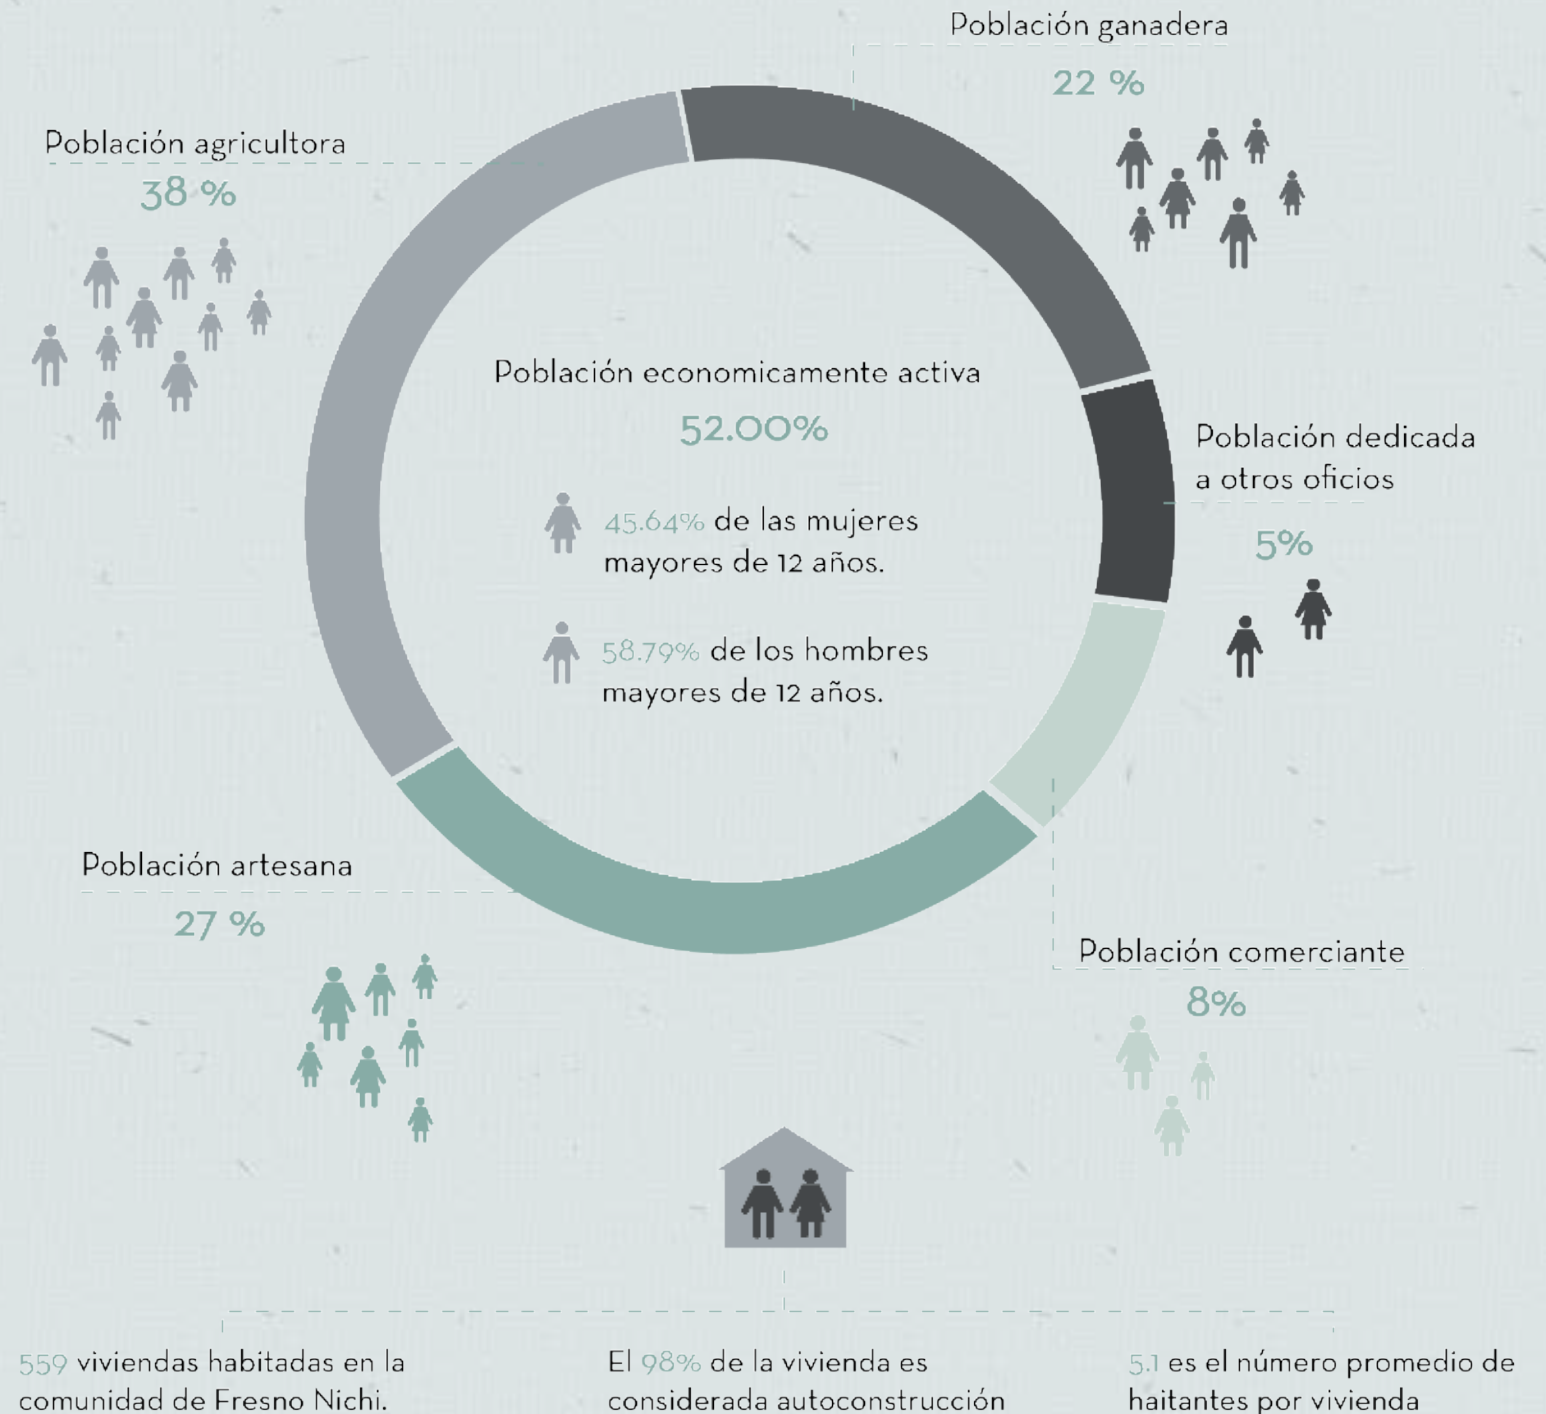 Población ganadera
22 %
Población agricultora
38 %
Población economicamente activa
52.00%
45.64% de las mujeres
mayores de 12 años.
58.79% de los hombres
mayores de 12 años.
Población dedicada
a otros oficios
5%
Población artesana
27 %
Población comerciante
8%
559 viviendas habitadas en la
comunidad de Fresno Nichi.
El 98% de la vivienda es
considerada autoconstrucción
5.1 es el número promedio de
haitantes por vivienda